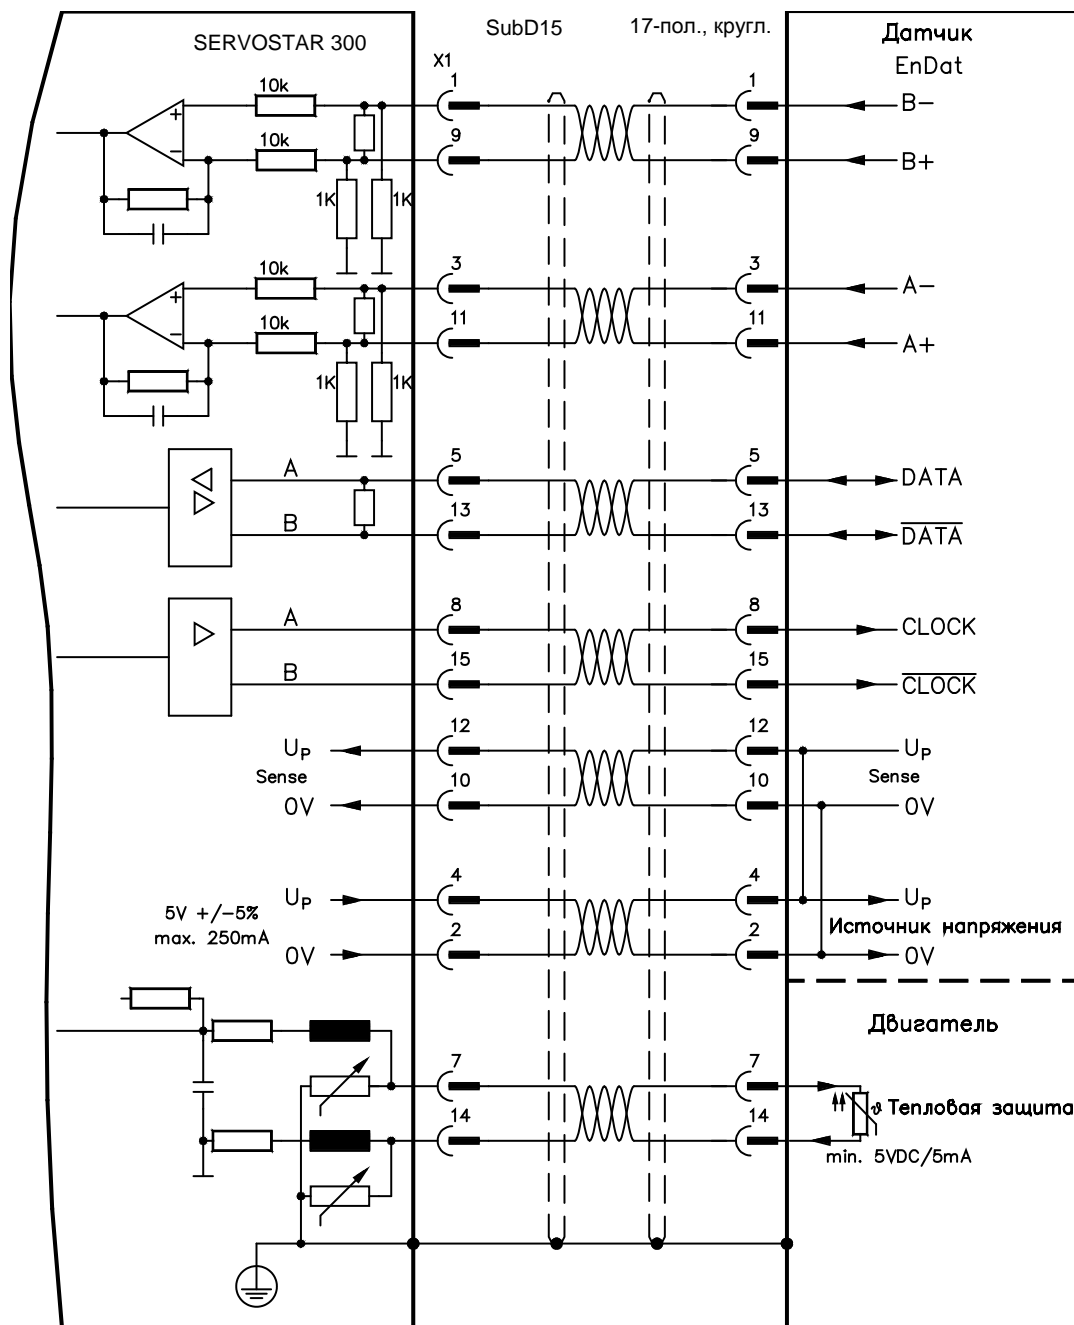 SERVOSTAR 300
SubD15
17-пол., кругл.
Датчик
EnDat
X1
10k
1
1
B−
10k
9
9
B+
1K
1K
+
−
10k
3
3
A−
10k
11
11
A+
1K
1K
+
−
A
5
5
DATA
B
13
13
D̅A̅T̅A̅
A
8
8
CLOCK
B
15
15
C̅L̅O̅C̅K̅
UP
12
12
UP
Sense
Sense
0V
10
10
0V
UP
4
4
UP
5V +/−5%
max. 250mA
Источник напряжения
0V
2
2
0V
Двигатель
7
7
14
14
ϑ Тепловая защита
min. 5VDC/5mA